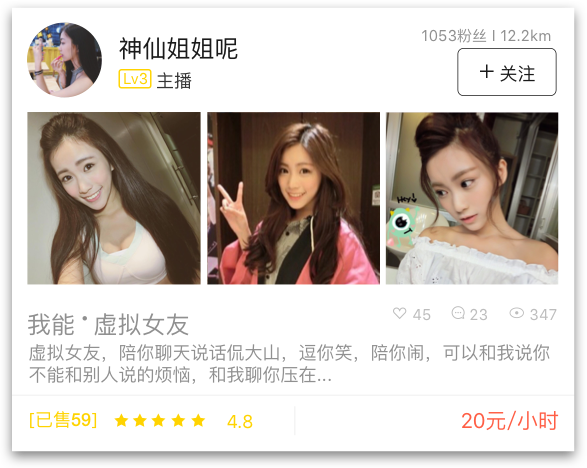 神仙姐姐呢
1053粉丝 | 12.2km
Lv3 主播
+ 关注
Hey
我能·虚拟女友
45 23 347
虚拟女友，陪你聊天说话侃大山，逗你笑，陪你闹，可以和我说你
不能和别人说的烦恼，和我聊你压在...
[已售59] ★★★★★ 4.8
20元/小时